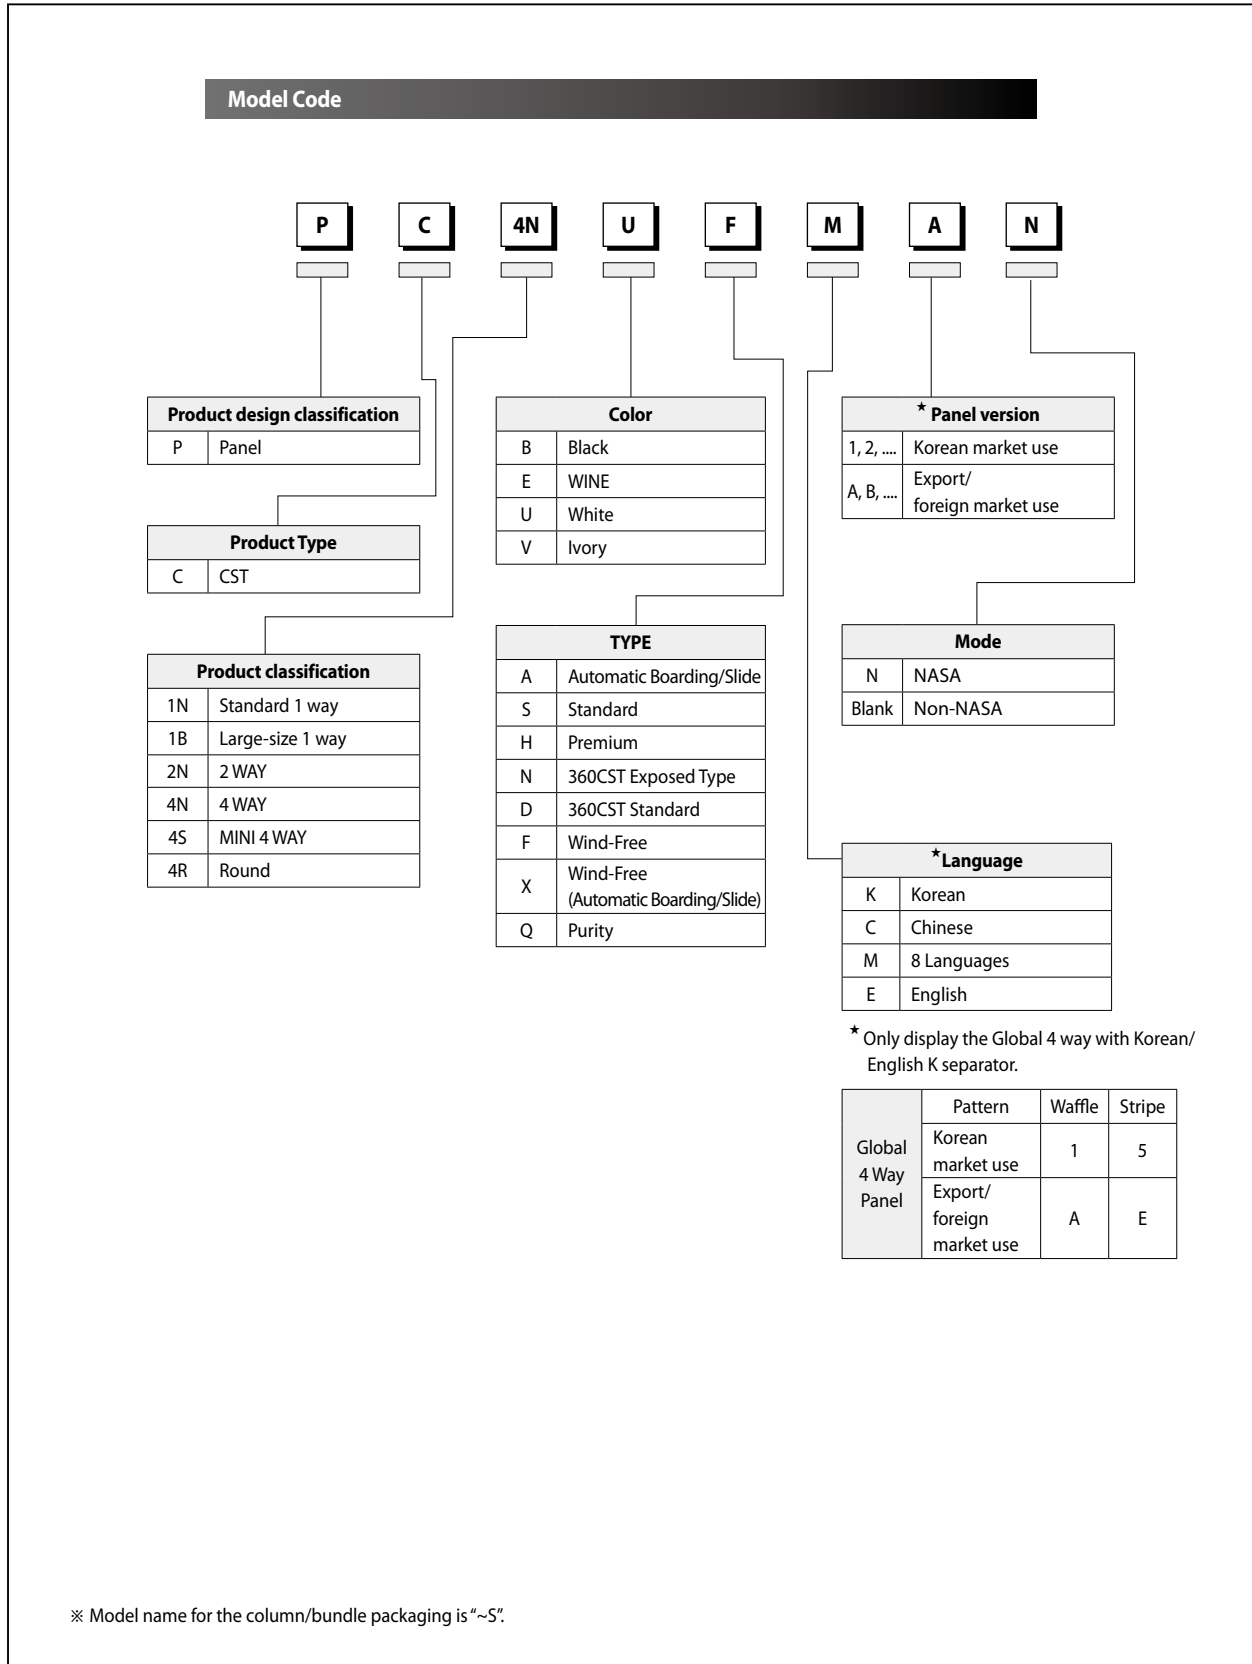 Model Code
P C 4N U F M A N
Product design classification
P Panel
Product Type
C CST
Product classification
1N Standard 1 way
1B Large-size 1 way
2N 2 WAY
4N 4 WAY
4S MINI 4 WAY
4R Round
Color
B Black
E WINE
U White
V Ivory
TYPE
A Automatic Boarding/Slide
S Standard
H Premium
N 360CST Exposed Type
D 360CST Standard
F Wind-Free
X Wind-Free
(Automatic Boarding/Slide)
Q Purity
★ Panel version
1, 2, .... Korean market use
A, B, .... Export/
foreign market use
Mode
N NASA
Blank Non-NASA
★Language
K Korean
C Chinese
M 8 Languages
E English
★ Only display the Global 4 way with Korean/
English K separator.
Global
4 Way
Panel
Pattern Waffle Stripe
Korean
market use 1 5
Export/
foreign
market use A E
※ Model name for the column/bundle packaging is “~S”.